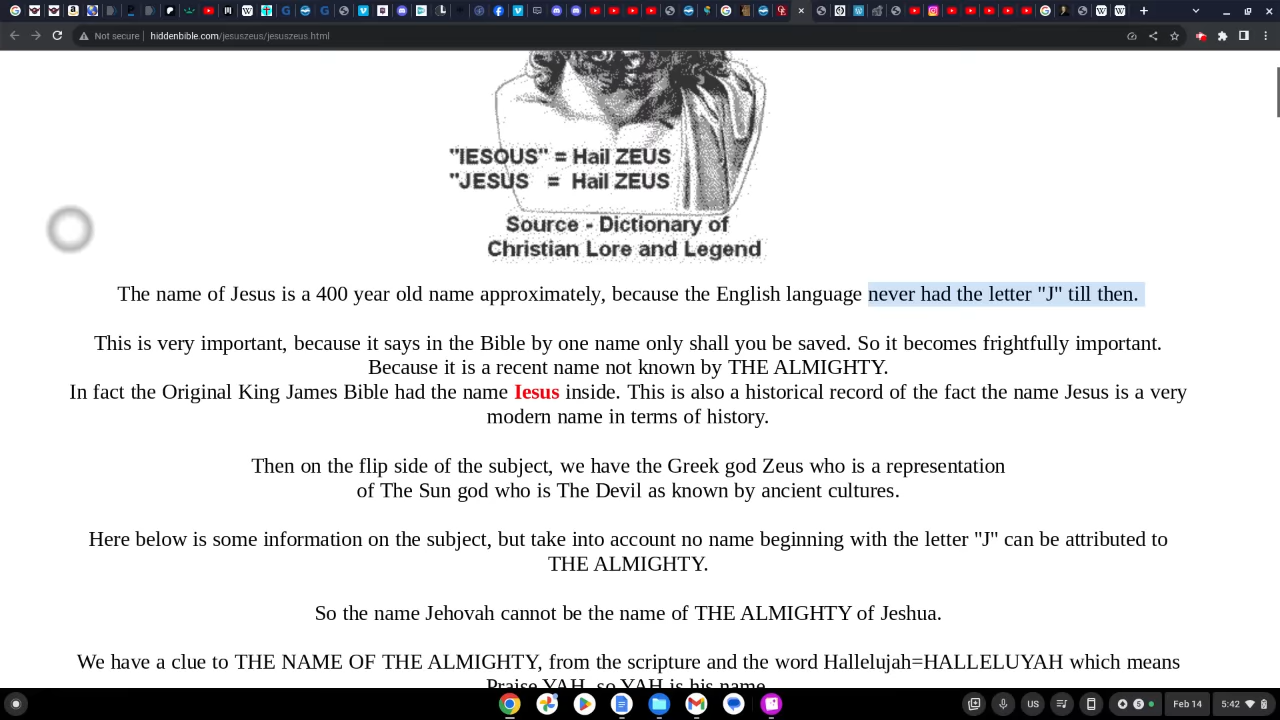 Not secure
hiddenbible.com/jesuszeus/jesuszeus.html
"IESOUS" = Hail ZEUS
"JESUS = Hail ZEUS
Source - Dictionary of
Christian Lore and Legend
The name of Jesus is a 400 year old name approximately, because the English language never had the letter "J" till then.
This is very important, because it says in the Bible by one name only shall you be saved. So it becomes frightfully important.
Because it is a recent name not known by THE ALMIGHTY.
In fact the Original King James Bible had the name Iesus inside. This is also a historical record of the fact the name Jesus is a very
modern name in terms of history.
Then on the flip side of the subject, we have the Greek god Zeus who is a representation
of The Sun god who is The Devil as known by ancient cultures.
Here below is some information on the subject, but take into account no name beginning with the letter "J" can be attributed to
THE ALMIGHTY.
So the name Jehovah cannot be the name of THE ALMIGHTY of Jeshua.
We have a clue to THE NAME OF THE ALMIGHTY, from the scripture and the word Hallelujah=HALLELUYAH which means
Praise YAH, so YAH is his name
US
5
Feb 14
5:42